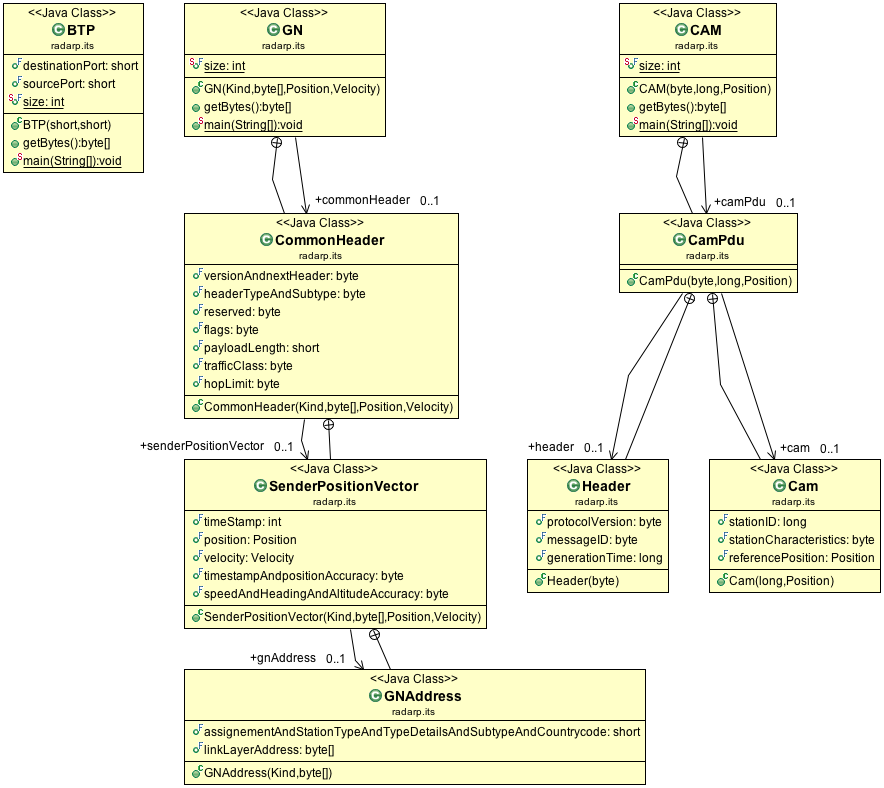 <<Java Class>>
BTP
radarp.its
destinationPort: short
sourcePort: short
size: int
BTP(short,short)
getBytes():byte[]
main(String[]):void
<<Java Class>>
GN
radarp.its
size: int
GN(Kind,byte[],Position,Velocity)
getBytes():byte[]
main(String[]):void
<<Java Class>>
CAM
radarp.its
size: int
CAM(byte,long,Position)
getBytes():byte[]
main(String[]):void
+commonHeader 0..1
+camPdu 0..1
<<Java Class>>
CommonHeader
radarp.its
versionAndnextHeader: byte
headerTypeAndSubtype: byte
reserved: byte
flags: byte
payloadLength: short
trafficClass: byte
hopLimit: byte
CommonHeader(Kind,byte[],Position,Velocity)
<<Java Class>>
CamPdu
radarp.its
CamPdu(byte,long,Position)
+senderPositionVector 0..1
+header 0..1
+cam 0..1
<<Java Class>>
SenderPositionVector
radarp.its
timeStamp: int
position: Position
velocity: Velocity
timestampAndpositionAccuracy: byte
speedAndHeadingAndAltitudeAccuracy: byte
SenderPositionVector(Kind,byte[],Position,Velocity)
<<Java Class>>
Header
radarp.its
protocolVersion: byte
messageID: byte
generationTime: long
Header(byte)
<<Java Class>>
Cam
radarp.its
stationID: long
stationCharacteristics: byte
referencePosition: Position
Cam(long,Position)
+gnAddress 0..1
<<Java Class>>
GNAddress
radarp.its
assignementAndStationTypeAndTypeDetailsAndSubtypeAndCountrycode: short
linkLayerAddress: byte[]
GNAddress(Kind,byte[])